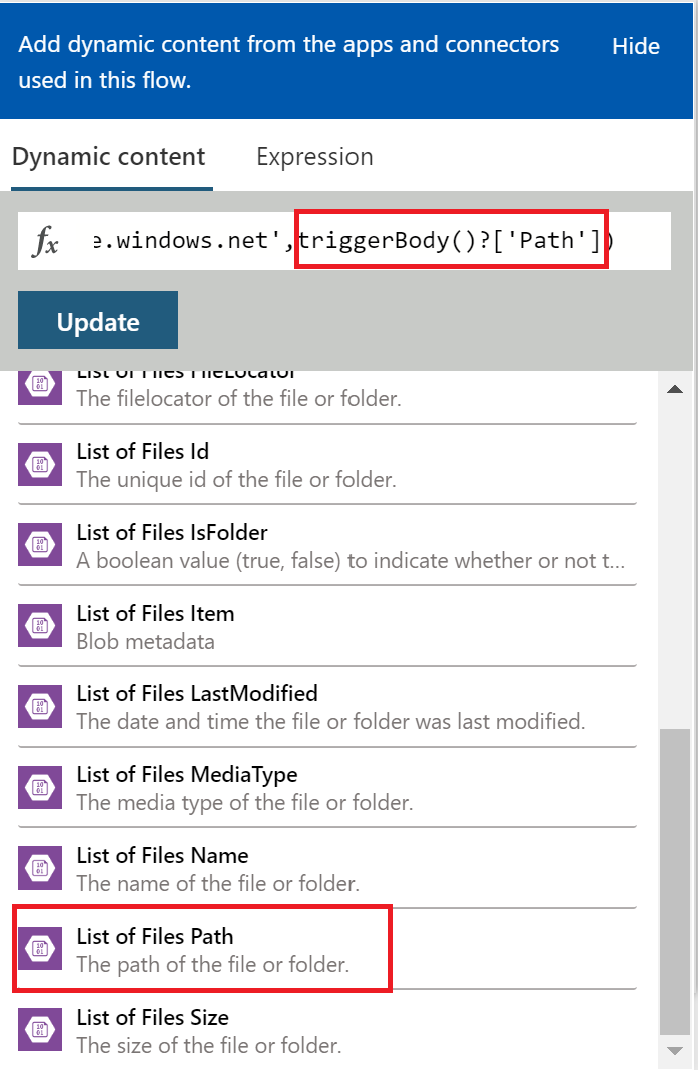 Add dynamic content from the apps and connectors
Hide
used in this flow.
Dynamic content
Expression
fx
e.windows.net',triggerBody()?['Path'])
Update
List of Files FileLocator
The filelocator of the file or folder.
List of Files Id
The unique id of the file or folder.
List of Files IsFolder
A boolean value (true, false) to indicate whether or not t...
List of Files Item
Blob metadata
List of Files LastModified
The date and time the file or folder was last modified.
List of Files MediaType
The media type of the file or folder.
List of Files Name
The name of the file or folder.
List of Files Path
The path of the file or folder.
List of Files Size
The size of the file or folder.